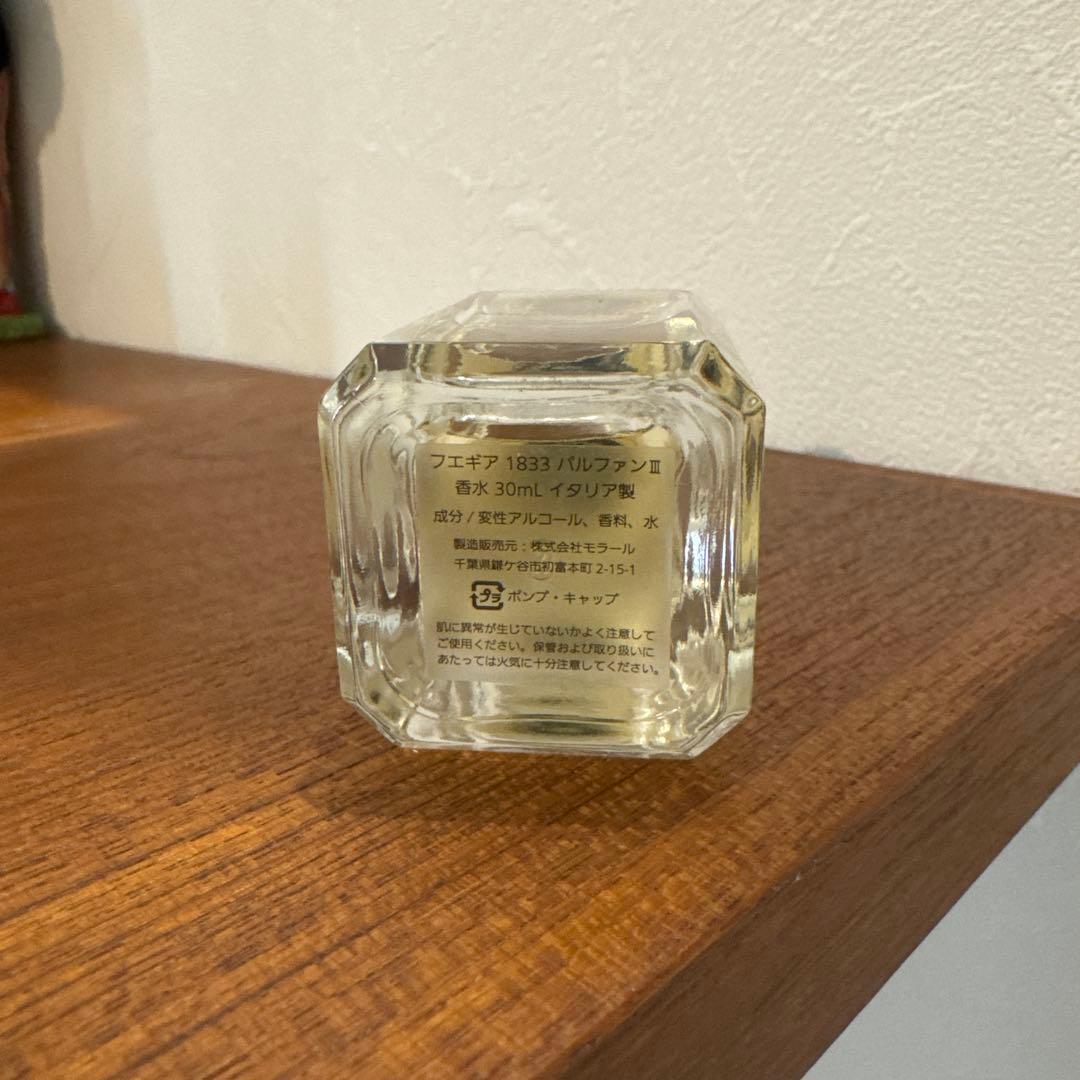 フエギア 1833 パルファンⅢ
香水 30mL イタリア製
成分 / 変性アルコール、香料、水
製造販売元 : 株式会社モラール
千葉県鎌ケ谷市初富本町 2-15-1
プラ ポンプ・キャップ
肌に異常が生じていないかよく注意して
ご使用ください。保管および取り扱いに
あたっては火気に十分注意してください。